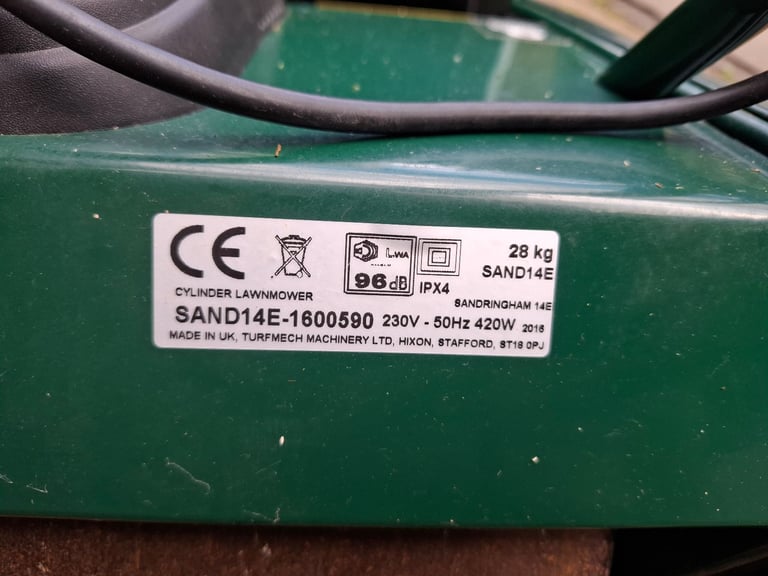 CE
L.WA
96 dB
IPX4
28 kg
SAND14E
SANDRINGHAM 14E
CYLINDER LAWNMOWER
SAND14E-1600590 230V - 50Hz 420W 2016
MADE IN UK, TURFMECH MACHINERY LTD, HIXON, STAFFORD, ST18 0PJ